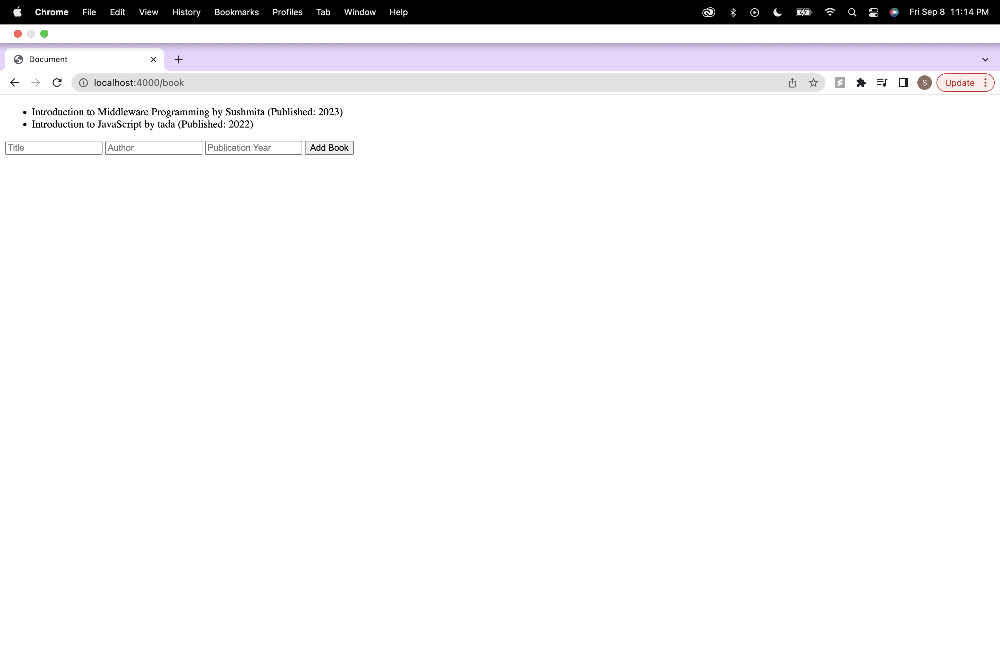 Chrome File Edit View History Bookmarks Profiles Tab Window Help Fri Sep 8 11:14 PM
Document
localhost:4000/book S Update
• Introduction to Middleware Programming by Sushmita (Published: 2023)
• Introduction to JavaScript by tada (Published: 2022)
Title Author Publication Year Add Book